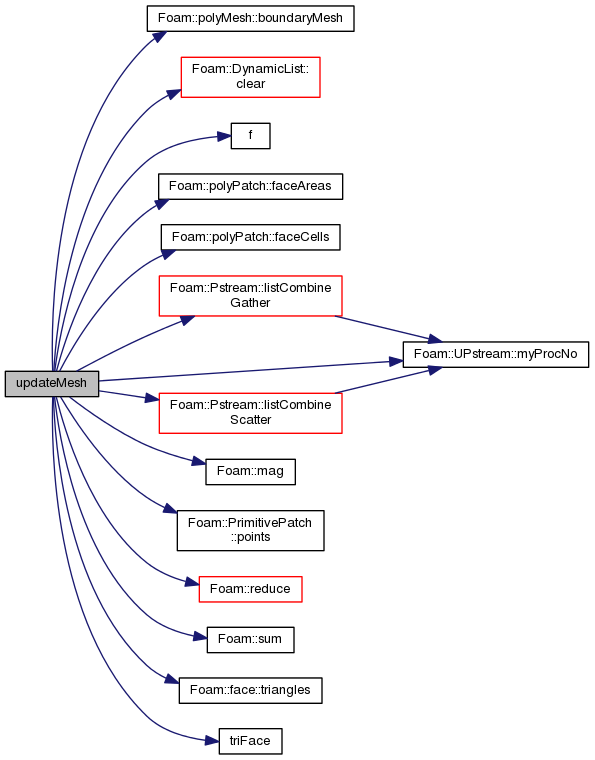 Foam::polyMesh::boundaryMesh
Foam::DynamicList::
clear
f
Foam::polyPatch::faceAreas
Foam::polyPatch::faceCells
Foam::Pstream::listCombine
Gather
Foam::UPstream::myProcNo
updateMesh
Foam::Pstream::listCombine
Scatter
Foam::mag
Foam::PrimitivePatch
::points
Foam::reduce
Foam::sum
Foam::face::triangles
triFace